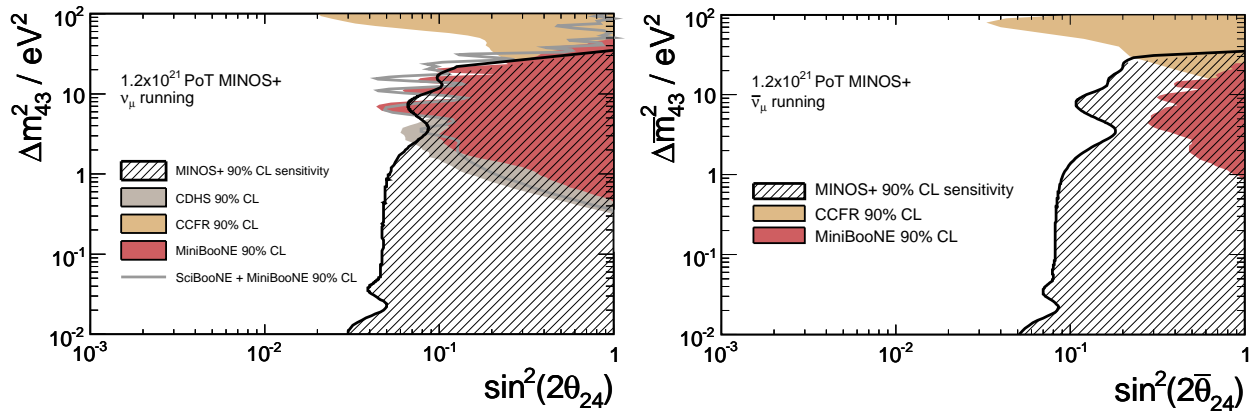 Δm²₄₃ / eV²
10²
10
1
10⁻¹
10⁻²
1.2x10²¹ PoT MINOS+
νμ running
MINOS+ 90% CL sensitivity
CDHS 90% CL
CCFR 90% CL
MiniBooNE 90% CL
SciBooNE + MiniBooNE 90% CL
10⁻³ 10⁻² 10⁻¹ 1
sin²(2θ₂₄)
Δm̅²₄₃ / eV²
10²
10
1
10⁻¹
10⁻²
1.2x10²¹ PoT MINOS+
ν̅μ running
MINOS+ 90% CL sensitivity
CCFR 90% CL
MiniBooNE 90% CL
10⁻³ 10⁻² 10⁻¹ 1
sin²(2θ̅₂₄)